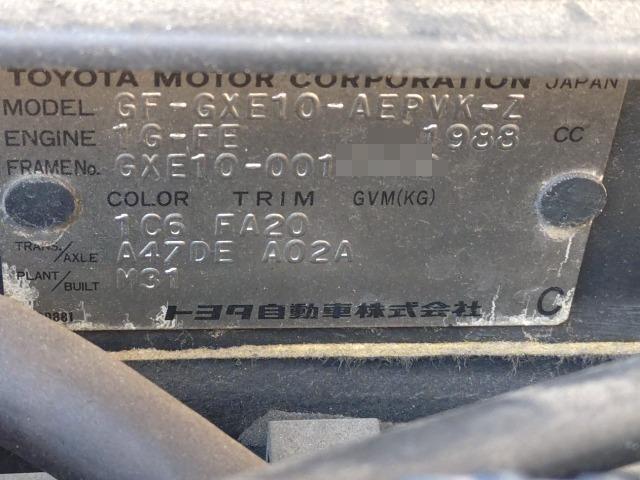 TOYOTA MOTOR CORPORATION JAPAN
MODEL GF-GXE10-AEPVK-Z
ENGINE 1G-FE 1988 CC
FRAME No. GXE10-001
COLOR TRIM GVM(KG)
1C6 FA20
TRANS./AXLE A47DE A02A
PLANT/BUILT M31
トヨタ自動車株式会社 C